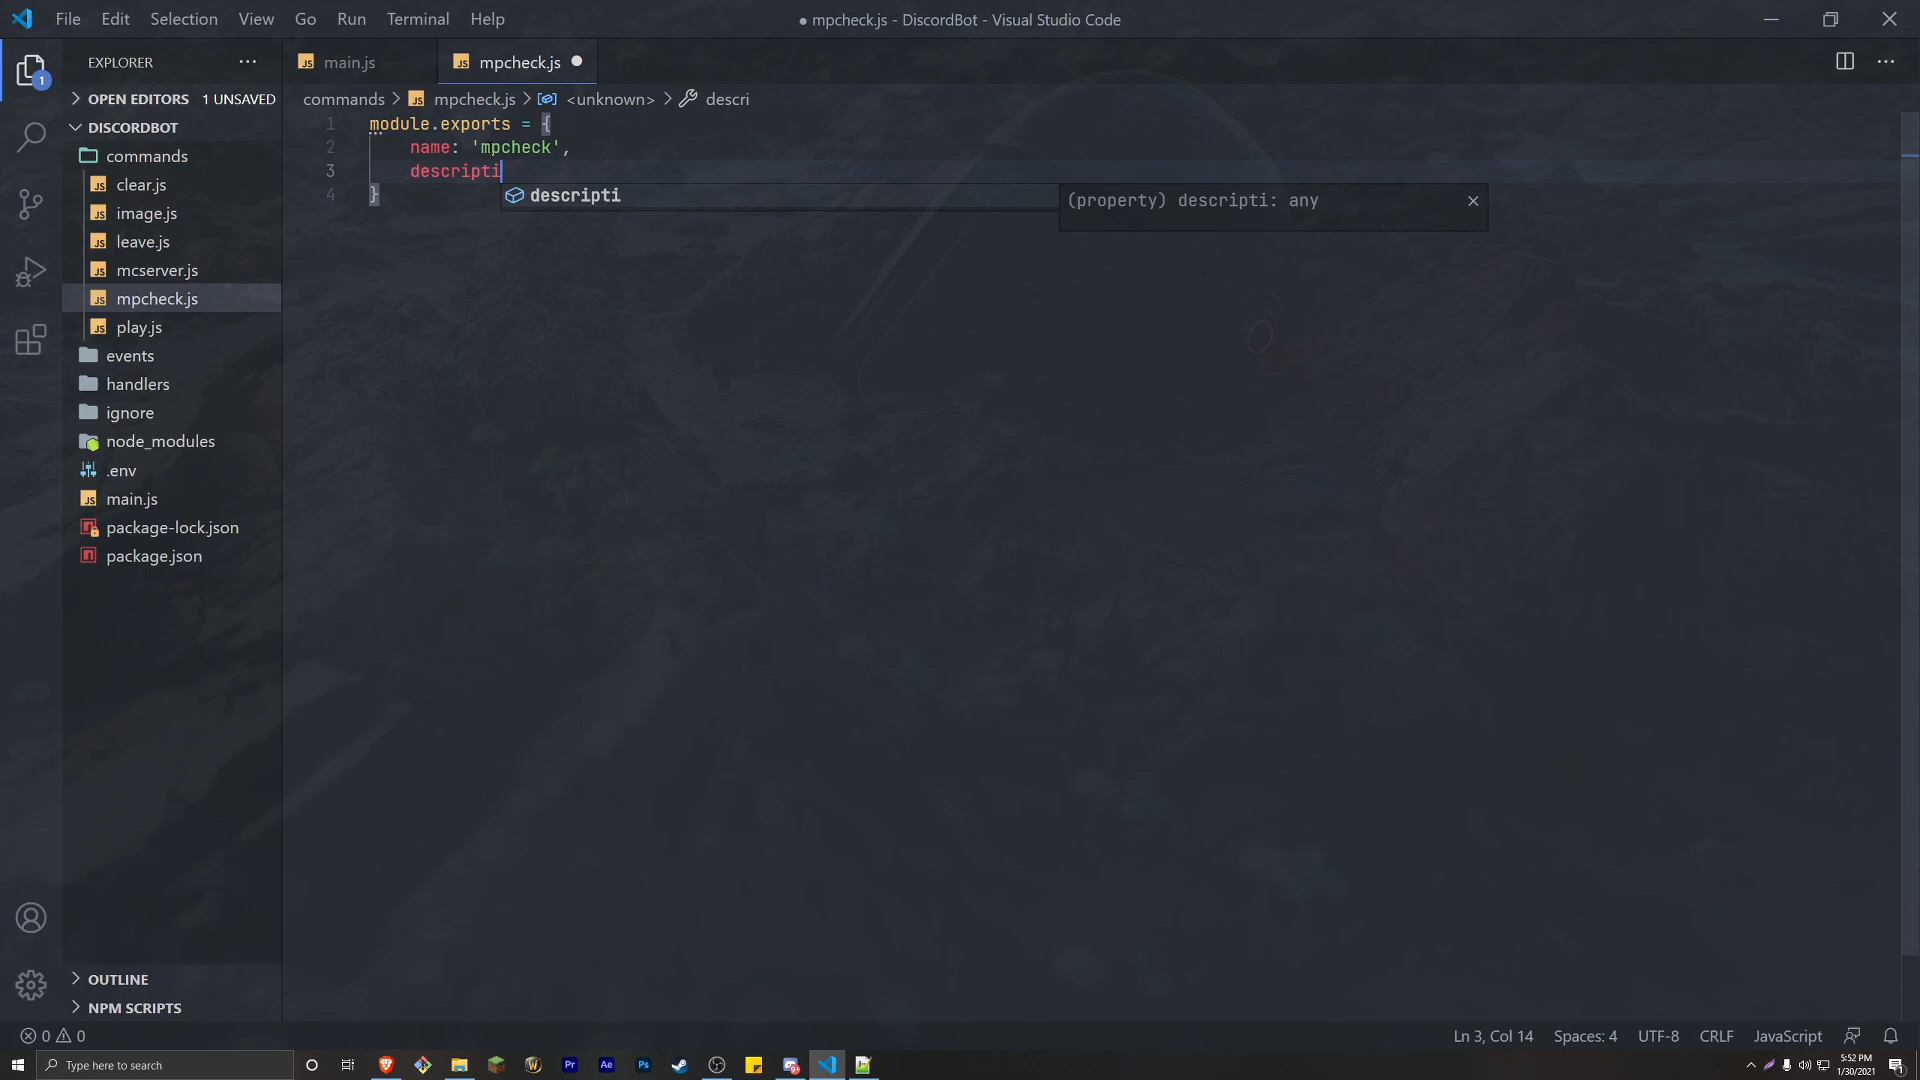 File Edit Selection View Go Run Terminal Help
● mpcheck.js - DiscordBot - Visual Studio Code
EXPLORER
main.js
mpcheck.js
OPEN EDITORS 1 UNSAVED
commands > mpcheck.js > <unknown> > descri
DISCORDBOT
commands
clear.js
image.js
leave.js
mcserver.js
mpcheck.js
play.js
events
handlers
ignore
node_modules
.env
main.js
package-lock.json
package.json
OUTLINE
NPM SCRIPTS
1 module.exports = {
2 name: 'mpcheck',
3 descripti
4 }
descripti
(property) descripti: any
0 0
Ln 3, Col 14 Spaces: 4 UTF-8 CRLF JavaScript
Type here to search
Pr Ae Ps
5:52 PM
1/30/2021